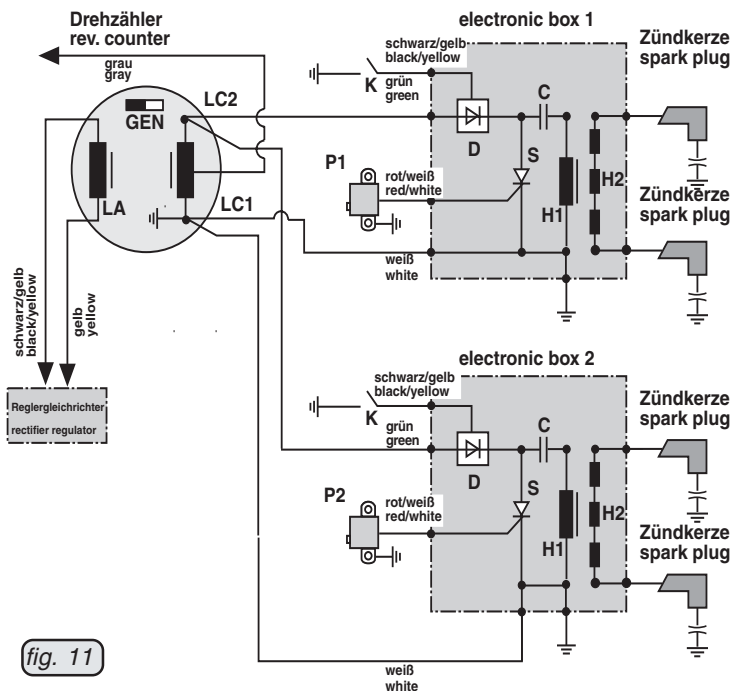 Drehzähler
rev. counter
grau
gray
GEN
LC2
LA
LC1
schwarz/gelb
black/yellow
gelb
yellow
Reglergleichrichter
rectifier regulator
electronic box 1
schwarz/gelb
black/yellow
K
grün
green
C
D
S
P1
rot/weiß
red/white
H1
H2
weiß
white
Zündkerze
spark plug
Zündkerze
spark plug
electronic box 2
schwarz/gelb
black/yellow
K
grün
green
C
D
S
P2
rot/weiß
red/white
H1
H2
Zündkerze
spark plug
Zündkerze
spark plug
weiß
white
fig. 11